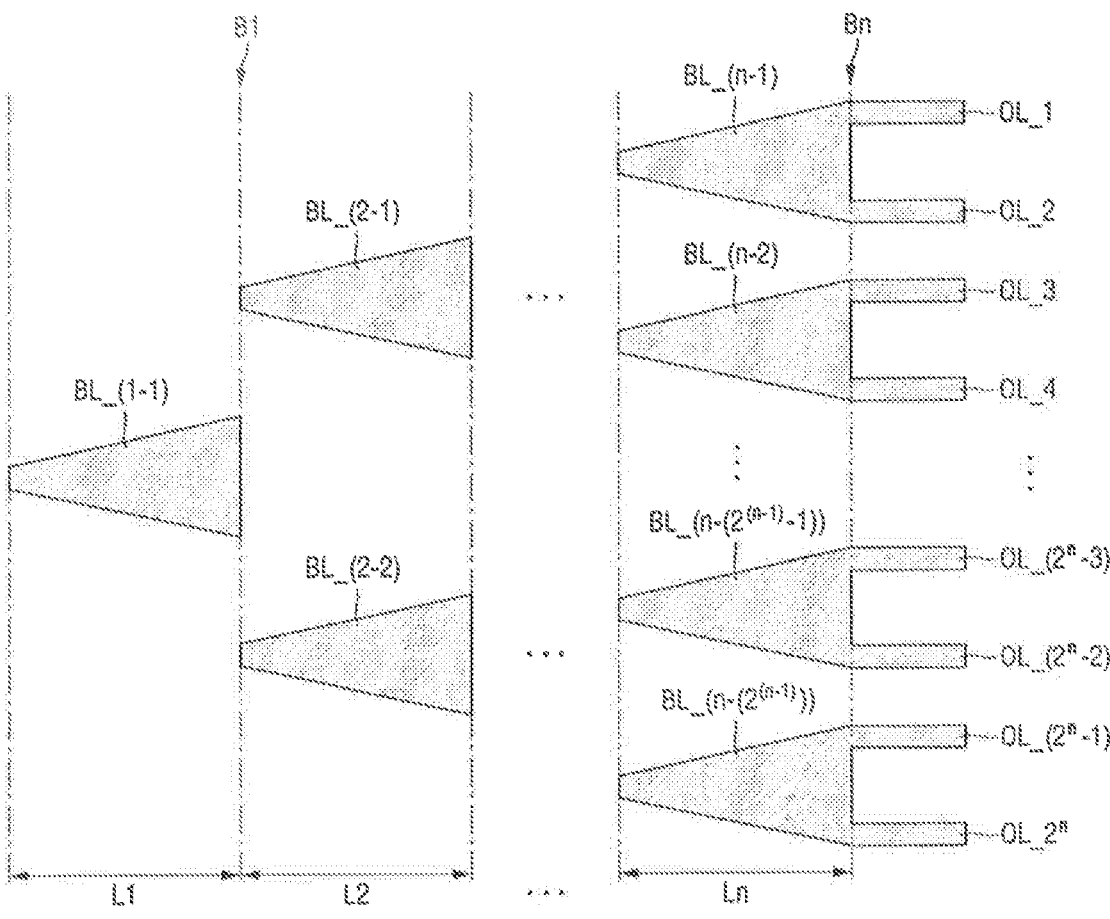 B1
Bn
BL_(n-1)
OL_1
BL_(2-1)
OL_2
BL_(n-2)
OL_3
...
BL_(1-1)
OL_4
⋮
⋮
BL_(n-(2^(n-1)-1))
BL_(2-2)
OL_(2^n-3)
...
OL_(2^n-2)
BL_(n-(2^(n-1)))
OL_(2^n-1)
OL_2^n
L1
L2
...
Ln